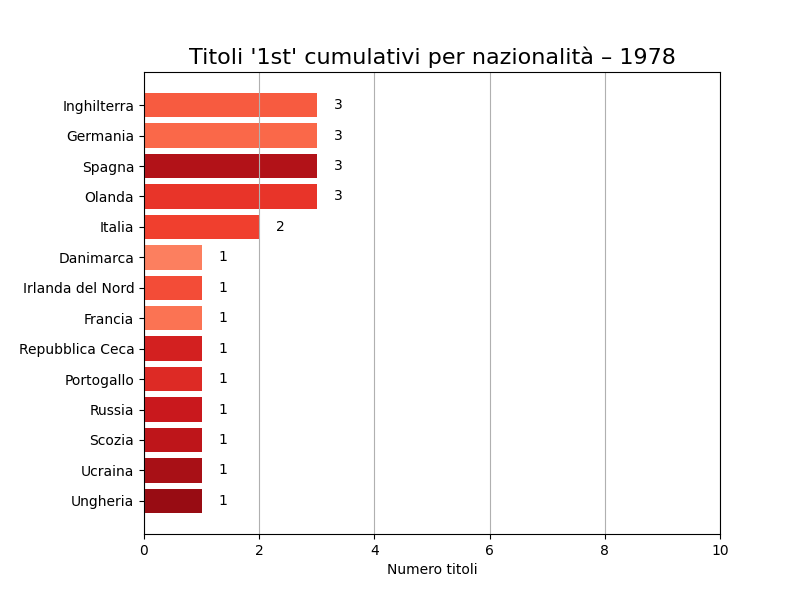 Titoli '1st' cumulativi per nazionalità – 1978
Inghilterra 3
Germania 3
Spagna 3
Olanda 3
Italia 2
Danimarca 1
Irlanda del Nord 1
Francia 1
Repubblica Ceca 1
Portogallo 1
Russia 1
Scozia 1
Ucraina 1
Ungheria 1
0 2 4 6 8 10
Numero titoli